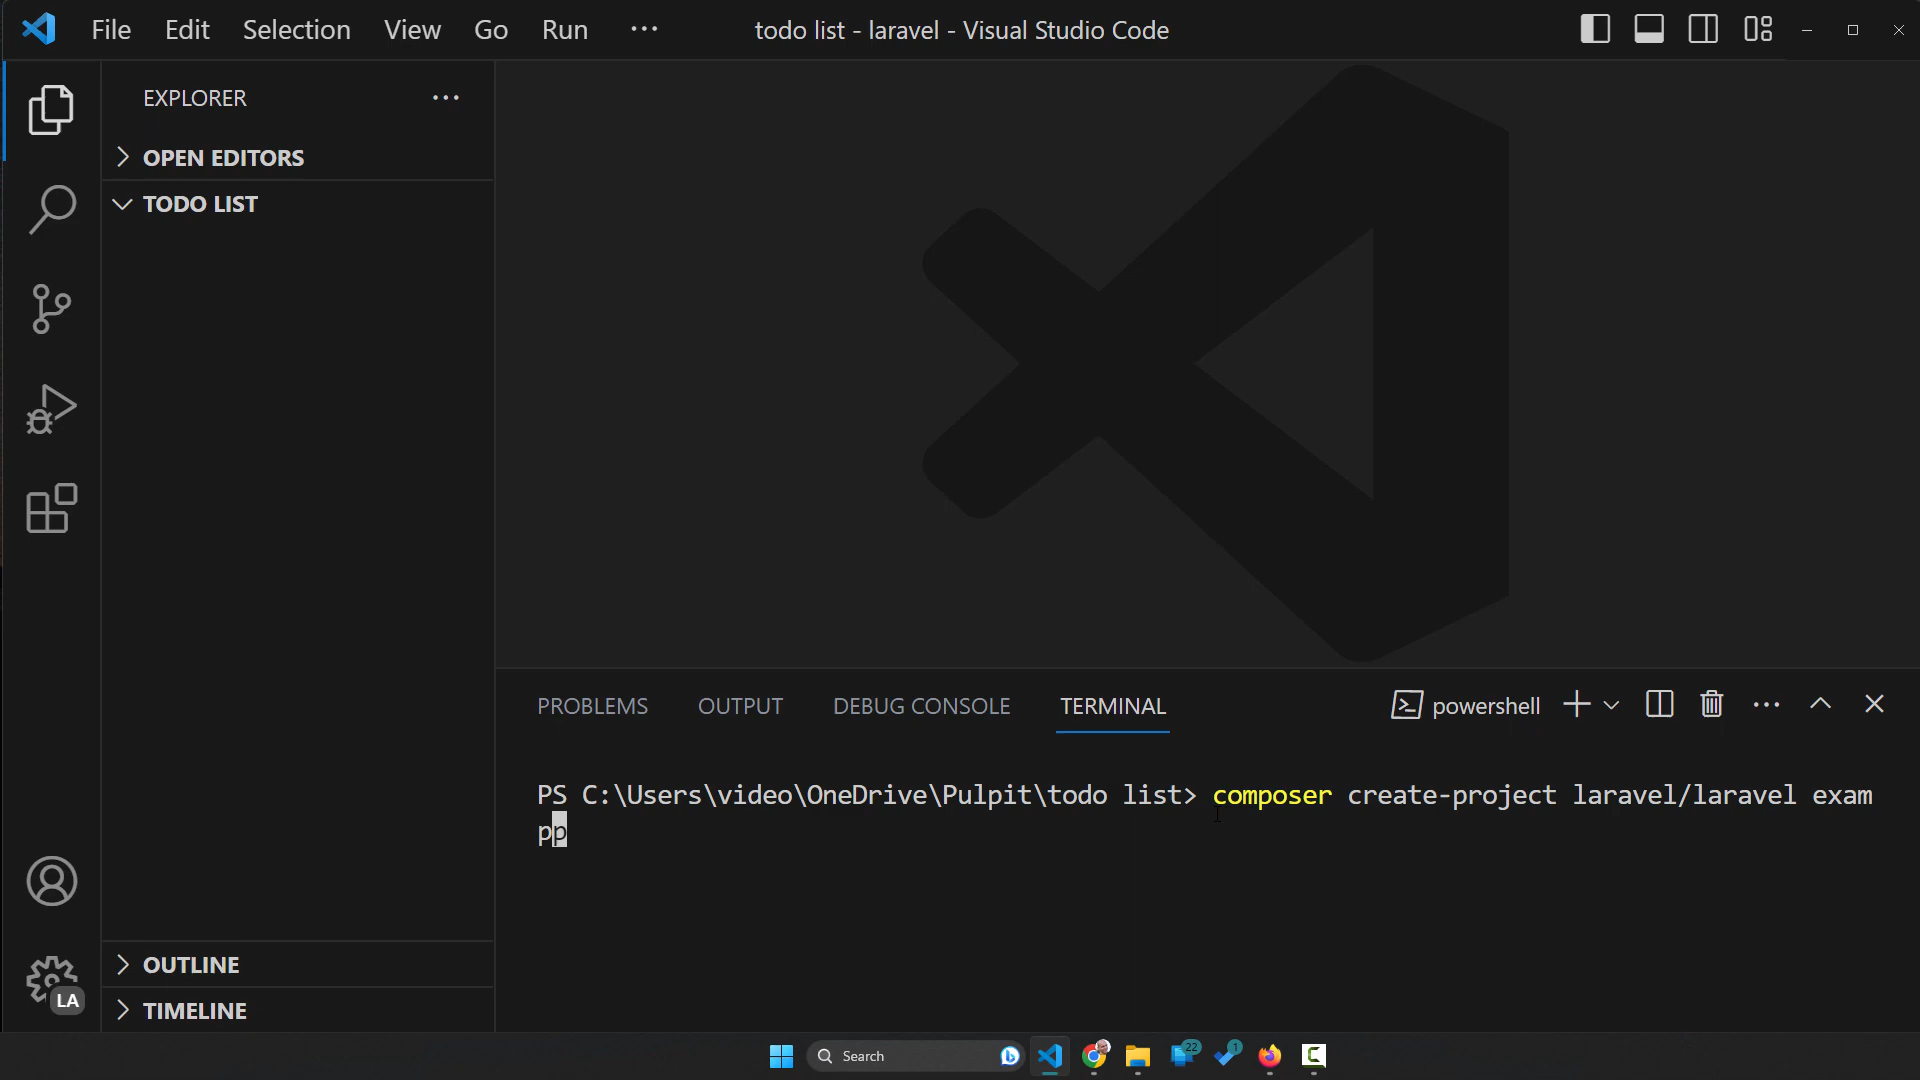 File Edit Selection View Go Run ··· todo list - laravel - Visual Studio Code
EXPLORER ···
OPEN EDITORS
TODO LIST
PROBLEMS OUTPUT DEBUG CONSOLE TERMINAL powershell
PS C:\Users\video\OneDrive\Pulpit\todo list> composer create-project laravel/laravel exam
pp
OUTLINE
LA
TIMELINE
Search 22 1